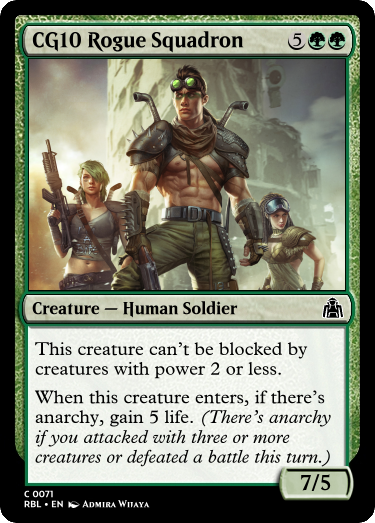 CG10 Rogue Squadron 5
Creature — Human Soldier
This creature can't be blocked by
creatures with power 2 or less.
When this creature enters, if there's
anarchy, gain 5 life. (There's anarchy
if you attacked with three or more
creatures or defeated a battle this turn.)
7/5
C 0071
RBL • EN Admira Wijaya